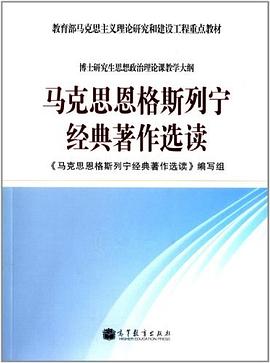 教育部马克思主义理论研究和建设工程重点教材
博士研究生思想政治理论课教学大纲
马克思恩格斯列宁
经典著作选读
《马克思恩格斯列宁经典著作选读》编写组
高等教育出版社
HIGHER EDUCATION PRESS